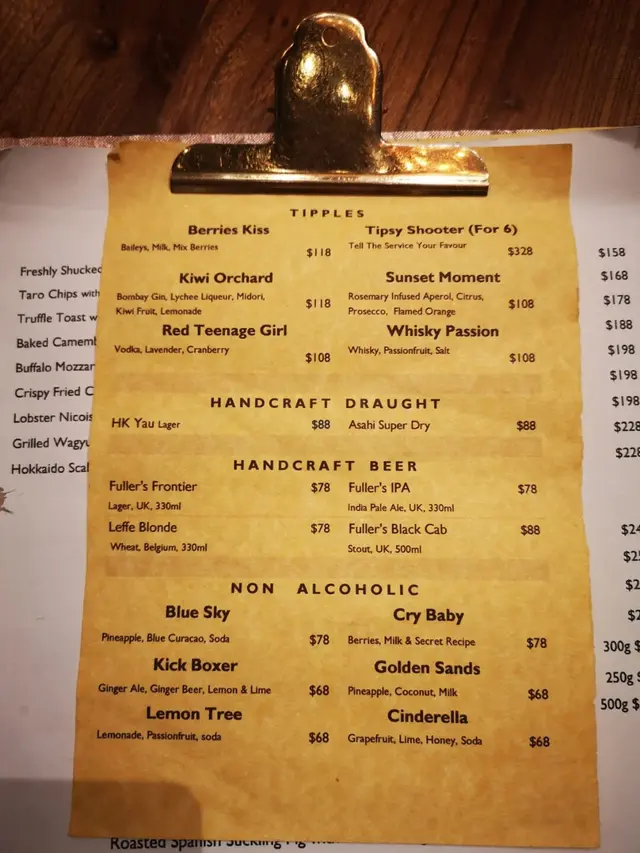 TIPPLES
Berries Kiss
Baileys, Milk, Mix Berries
$118
Tipsy Shooter (For 6)
Tell The Service Your Favour
$328
Kiwi Orchard
Bombay Gin, Lychee Liqueur, Midori,
Kiwi Fruit, Lemonade
$118
Sunset Moment
Rosemary Infused Aperol, Citrus,
Prosecco, Flamed Orange
$108
Red Teenage Girl
Vodka, Lavender, Cranberry
$108
Whisky Passion
Whisky, Passionfruit, Salt
$108
HANDCRAFT DRAUGHT
HK Yau Lager $88
Asahi Super Dry $88
HANDCRAFT BEER
Fuller's Frontier $78
Lager, UK, 330ml
Fuller's IPA $78
India Pale Ale, UK, 330ml
Leffe Blonde $78
Wheat, Belgium, 330ml
Fuller's Black Cab $88
Stout, UK, 500ml
NON ALCOHOLIC
Blue Sky
Pineapple, Blue Curacao, Soda $78
Cry Baby
Berries, Milk & Secret Recipe $78
Kick Boxer
Ginger Ale, Ginger Beer, Lemon & Lime $68
Golden Sands
Pineapple, Coconut, Milk $68
Lemon Tree
Lemonade, Passionfruit, soda $68
Cinderella
Grapefruit, Lime, Honey, Soda $68
Freshly Shucked
Taro Chips with
Truffle Toast
Baked
Buffalo
Crispy Fried
Lobster
Grilled
Hokkaido
$158
$168
$178
$188
$198
$198
$198
$228
300g
250g
500g
Roasted Spanish Suckling Pig